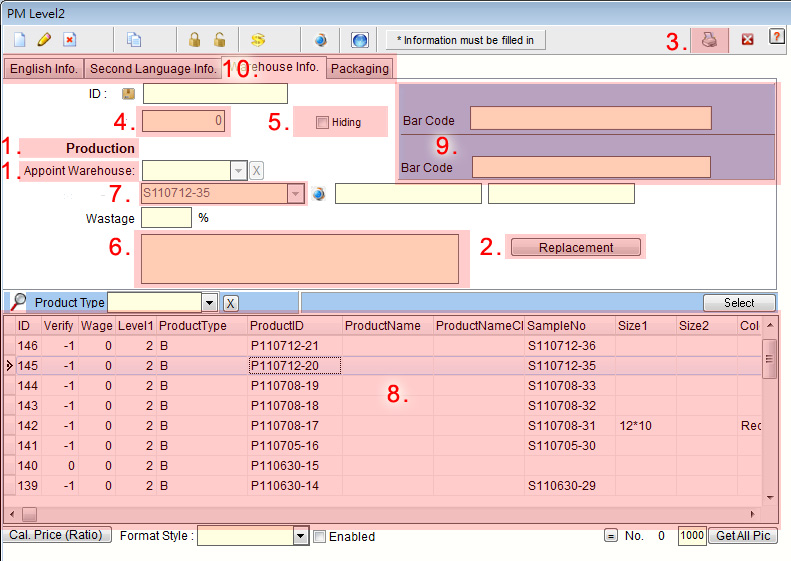 PM Level2
* Information must be filled in
3.
English Info.
Second Language Info.
10.
arehouse Info.
Packaging
ID :
4.
0
5.
Hiding
Bar Code
9.
Bar Code
1.
Production
1.
Appoint Warehouse:
X
7.
S110712-35
Wastage
%
6.
2.
Replacement
Product Type
X
Select
ID Verify Wage Level1 ProductType ProductID ProductName ProductNameCl SampleNo Size1 Size2 Col
146 -1 0 2 B P110712-21 S110712-36
145 -1 0 2 B P110712-20 S110712-35
144 -1 0 2 B P110708-19 S110708-33
143 -1 0 2 B P110708-18 S110708-32
142 -1 0 2 B P110708-17 S110708-31 12*10 Rec
141 -1 0 2 B P110705-16 S110705-30
140 0 0 2 B P110630-15
139 -1 0 2 B P110630-14 S110630-29
8.
Cal. Price (Ratio)
Format Style :
Enabled
=
No. 0
1000
Get All Pic